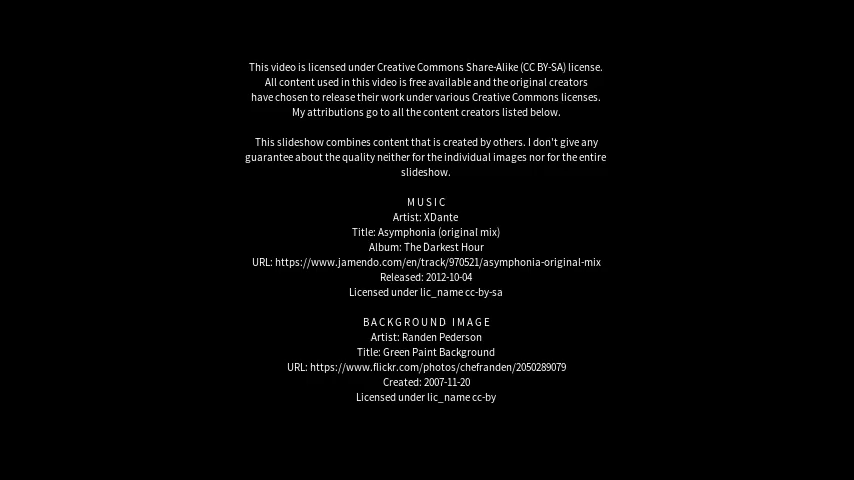 This video is licensed under Creative Commons Share-Alike (CC BY-SA) license.
All content used in this video is free available and the original creators
have chosen to release their work under various Creative Commons licenses.
My attributions go to all the content creators listed below.
This slideshow combines content that is created by others. I don't give any
guarantee about the quality neither for the individual images nor for the entire
slideshow.
MUSIC
Artist: XDante
Title: Asymphonia (original mix)
Album: The Darkest Hour
URL: https://www.jamendo.com/en/track/970521/asymphonia-original-mix
Released: 2012-10-04
Licensed under lic_name cc-by-sa
BACKGROUND IMAGE
Artist: Randen Pederson
Title: Green Paint Background
URL: https://www.flickr.com/photos/chefranden/2050289079
Created: 2007-11-20
Licensed under lic_name cc-by